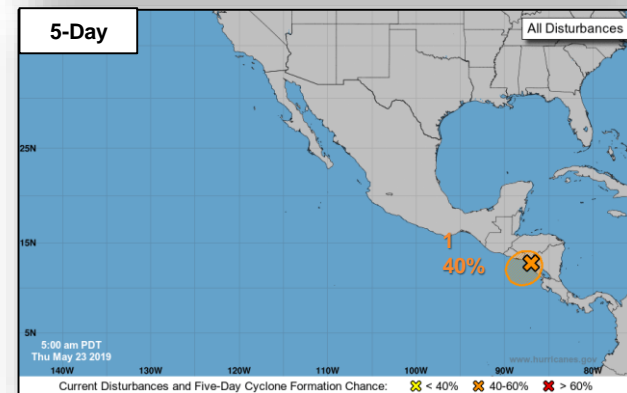 5-Day
All Disturbances
25N
15N
1
40%
5N
5:00 am PDT
Thu May 23 2019
www.hurricanes.gov
140W 130W 120W 110W 100W 90W 80W
Current Disturbances and Five-Day Cyclone Formation Chance: < 40% 40-60% > 60%